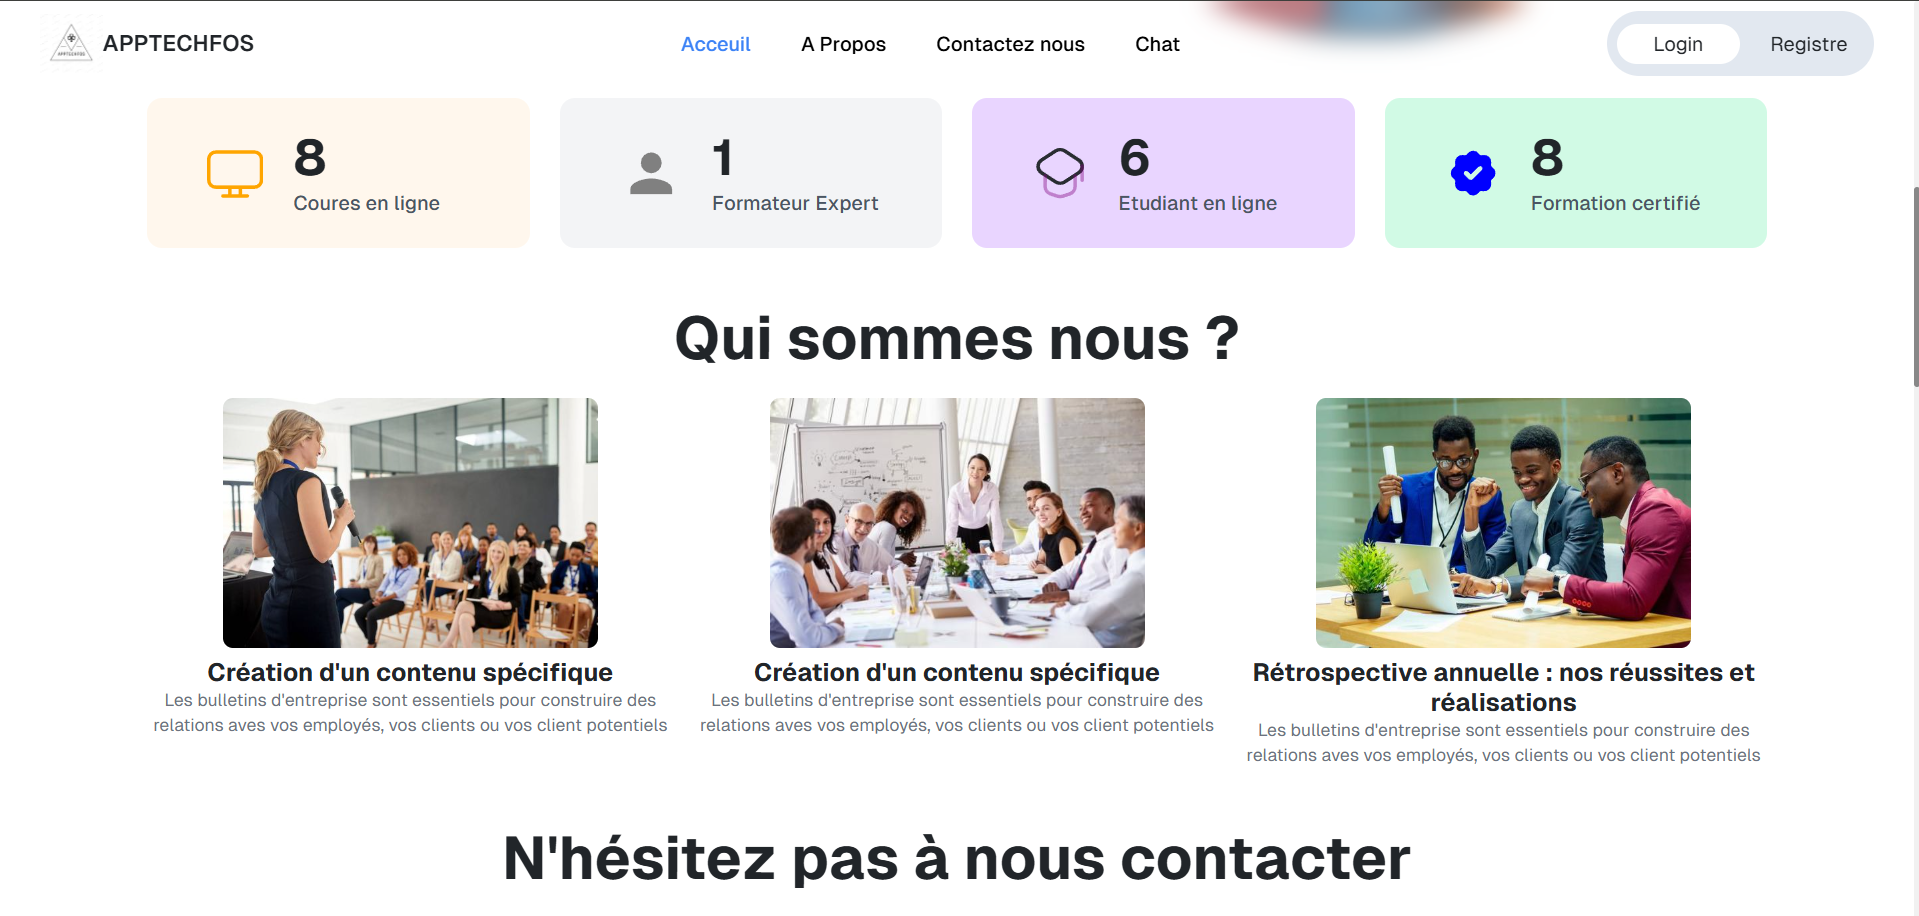 APPTECHFOS
Acceuil
A Propos
Contactez nous
Chat
Login
Registre
8
Coures en ligne
1
Formateur Expert
6
Etudiant en ligne
8
Formation certifié
Qui sommes nous ?
Création d'un contenu spécifique
Les bulletins d'entreprise sont essentiels pour construire des
relations aves vos employés, vos clients ou vos client potentiels
Création d'un contenu spécifique
Les bulletins d'entreprise sont essentiels pour construire des
relations aves vos employés, vos clients ou vos client potentiels
Rétrospective annuelle : nos réussites et
réalisations
Les bulletins d'entreprise sont essentiels pour construire des
relations aves vos employés, vos clients ou vos client potentiels
N'hésitez pas à nous contacter